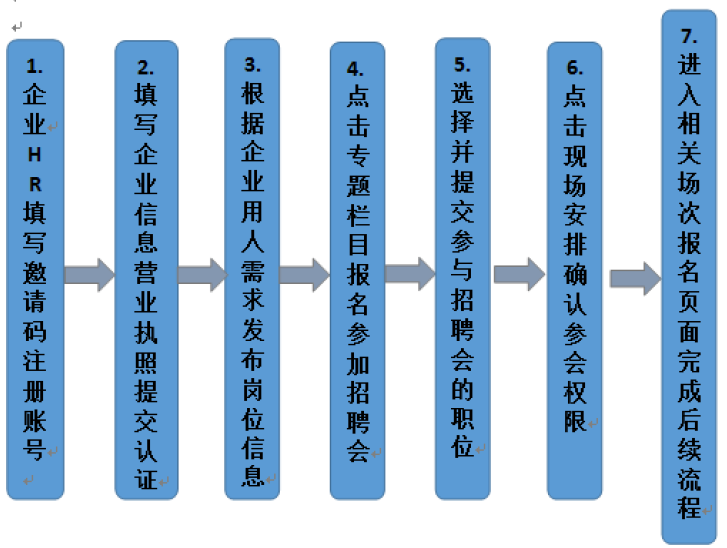 1.企业HR填写邀请码注册账号
2.填写企业信息营业执照提交认证
3.根据企业用人需求发布岗位信息
4.点击专题栏目报名参加招聘会
5.选择并提交参与招聘会的职位
6.点击现场安排确认参会权限
7.进入相关场次报名页面完成后续流程